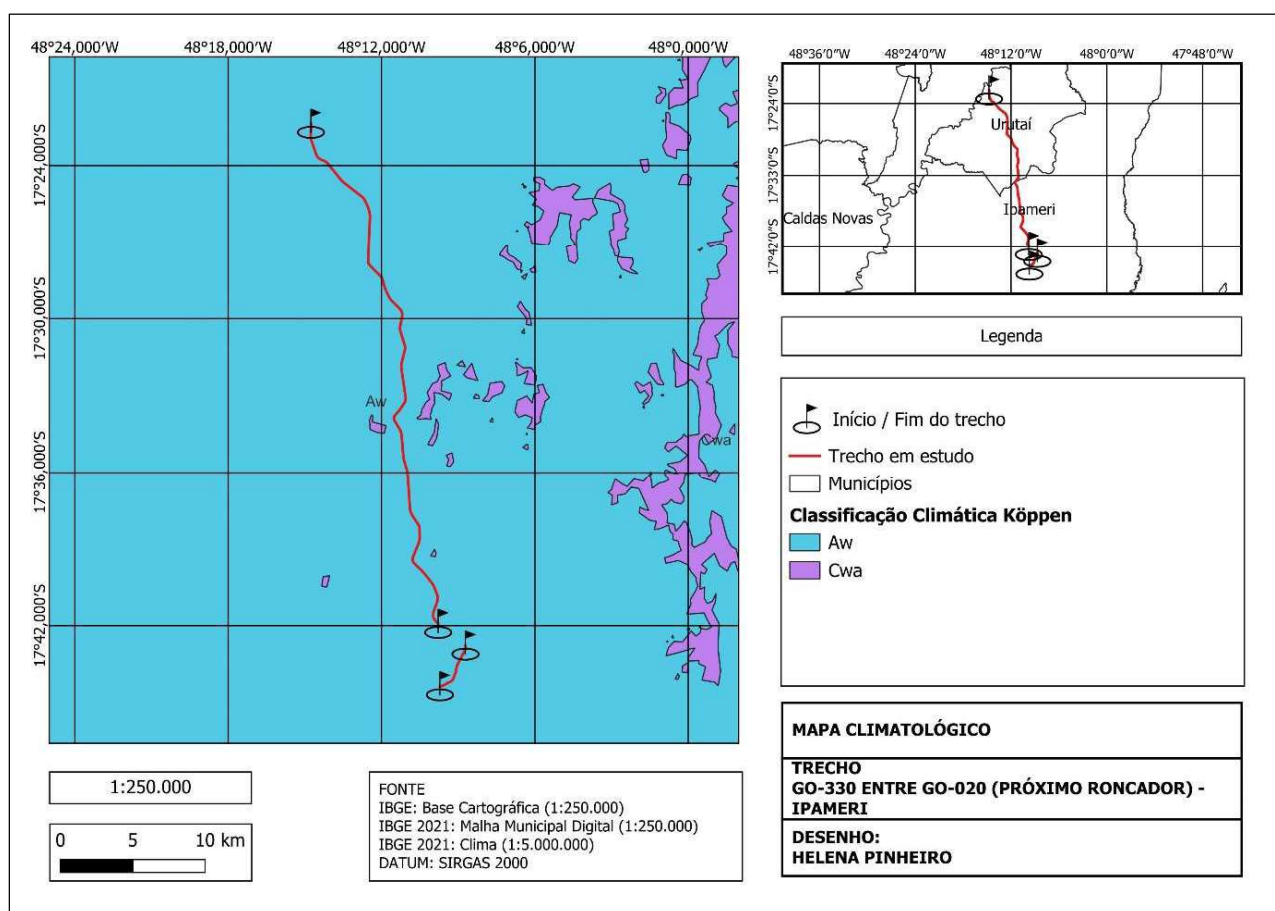 48°24,000'W 48°18,000'W 48°12,000'W 48°6,000'W 48°0,000'W
17°24,000'S
17°30,000'S
17°36,000'S
17°42,000'S
Aw
Cwa
48°36'0"W 48°24'0"W 48°12'0"W 48°0'0"W 47°48'0"W
17°24'0"S
17°33'0"S
17°42'0"S
Urutaí
Ipameri
Caldas Novas
Legenda
Início / Fim do trecho
Trecho em estudo
Municípios
Classificação Climática Köppen
Aw
Cwa
1:250.000
0 5 10 km
FONTE
IBGE: Base Cartográfica (1:250.000)
IBGE 2021: Malha Municipal Digital (1:250.000)
IBGE 2021: Clima (1:5.000.000)
DATUM: SIRGAS 2000
MAPA CLIMATOLÓGICO
TRECHO
GO-330 ENTRE GO-020 (PRÓXIMO RONCADOR) -
IPAMERI
DESENHO:
HELENA PINHEIRO